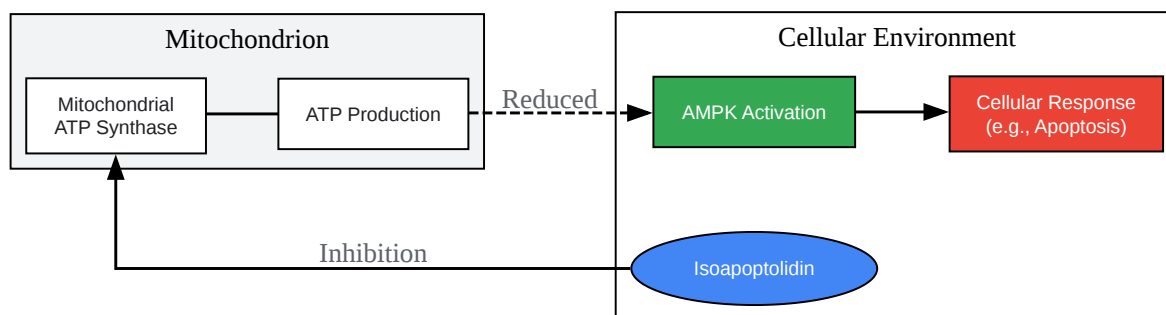 Mitochondrion
Cellular Environment
Mitochondrial
ATP Synthase
ATP Production
Reduced
AMPK Activation
Cellular Response
(e.g., Apoptosis)
Inhibition
Isoapoptolidin